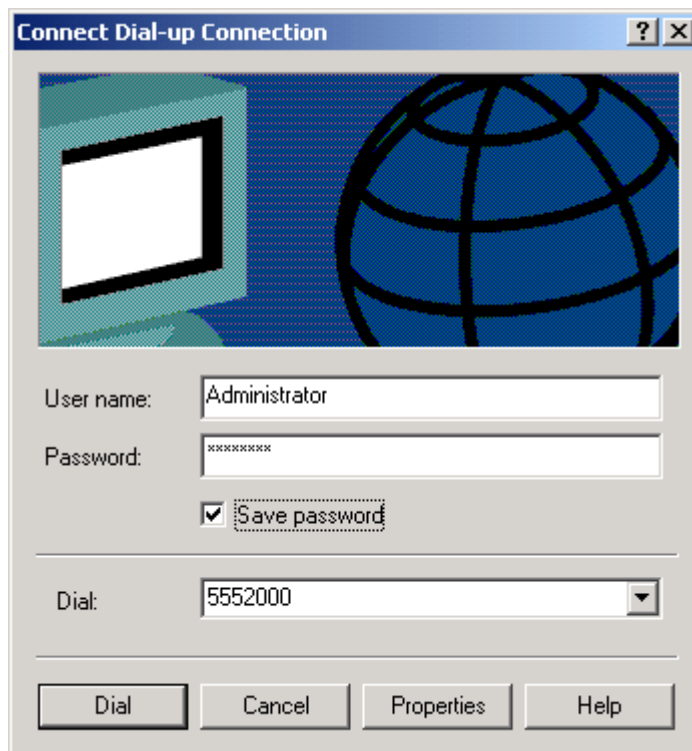 Connect Dial-up Connection
User name: Administrator
Password: ********
Save password
Dial: 5552000
Dial Cancel Properties Help